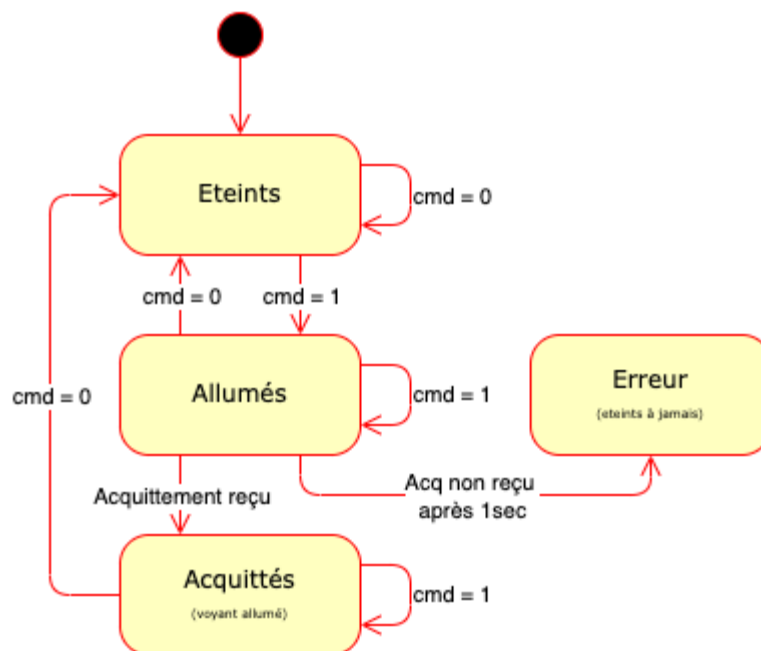 Eteints
cmd = 0
cmd = 0
cmd = 1
Allumés
cmd = 1
Erreur
(eteints à jamais)
cmd = 0
Acquittement reçu
Acq non reçu
après 1sec
Acquittés
(voyant allumé)
cmd = 1